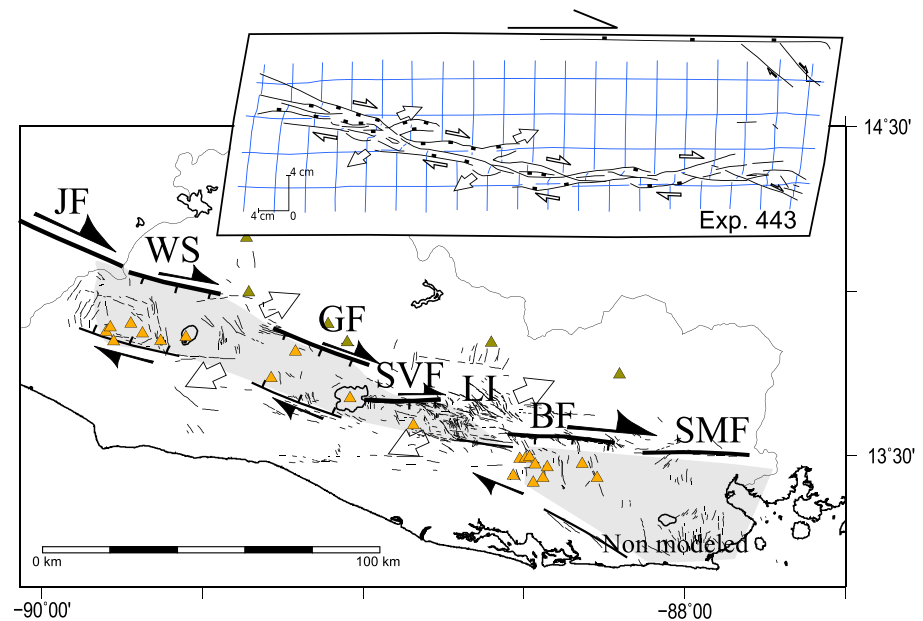 4 cm
4 cm
0
Exp. 443
14°30'
JF
WS
GF
SVF
LI
BF
SMF
13°30'
Non modeled
0 km
100 km
−90°00'
−88°00'